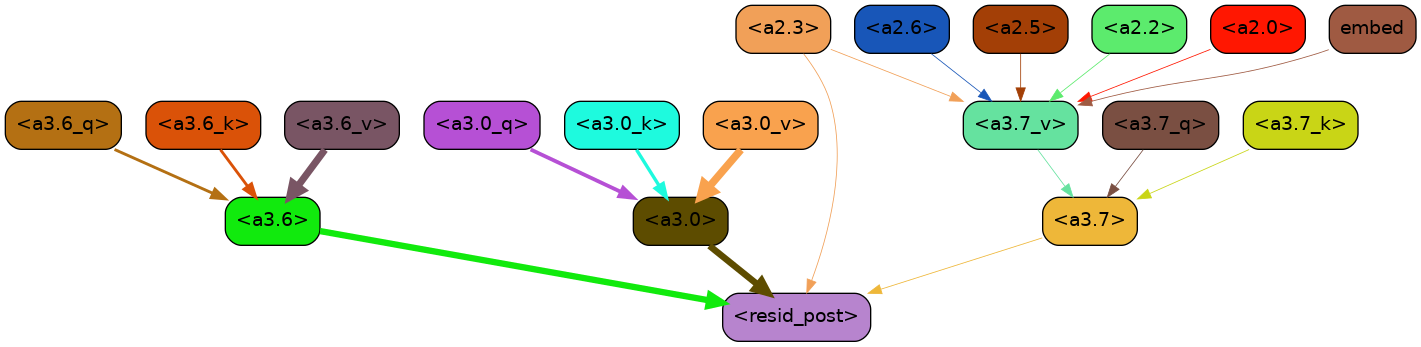 <a2.3> <a2.6> <a2.5> <a2.2> <a2.0> embed
<a3.6_q> <a3.6_k> <a3.6_v> <a3.0_q> <a3.0_k> <a3.0_v> <a3.7_v> <a3.7_q> <a3.7_k>
<a3.6> <a3.0> <a3.7>
<resid_post>